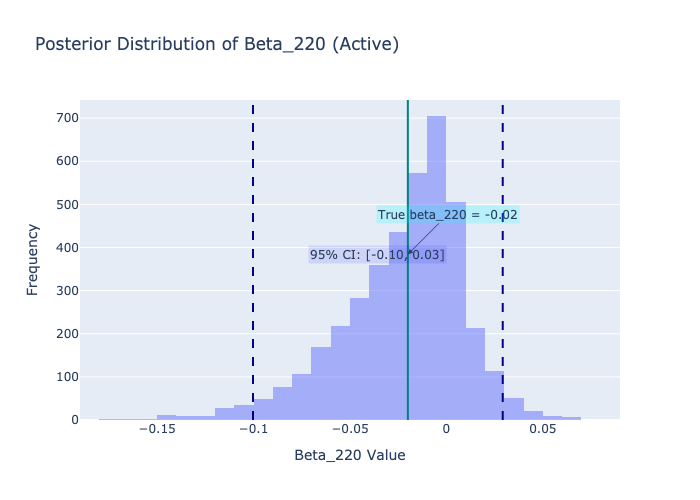 Posterior Distribution of Beta_220 (Active)
700
600
500
400
300
200
100
0
Frequency
True beta_220 = -0.02
95% CI: [-0.10, 0.03]
−0.15
−0.1
−0.05
0
0.05
Beta_220 Value